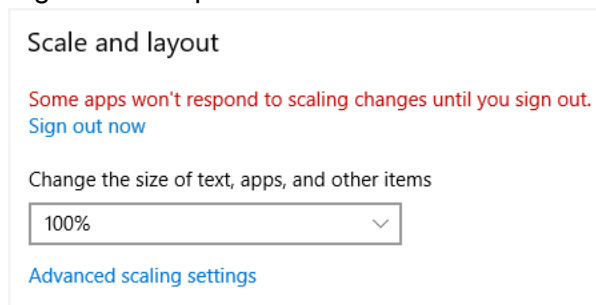 Scale and layout
Some apps won't respond to scaling changes until you sign out.
Sign out now
Change the size of text, apps, and other items
100%
Advanced scaling settings